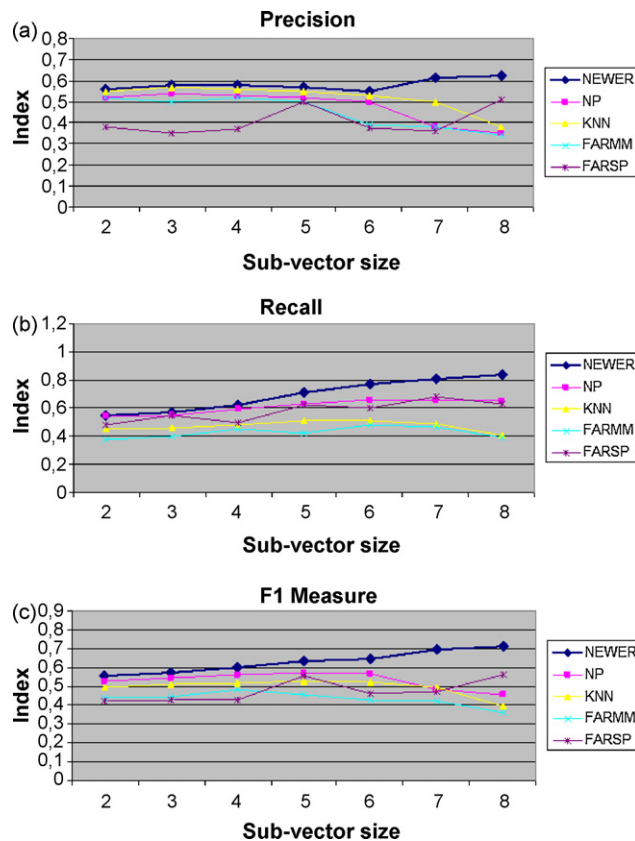 (a)
Precision
0,8
0,7
0,6
0,5
0,4
0,3
0,2
0,1
0
Index
2 3 4 5 6 7 8
Sub-vector size
NEWER
NP
KNN
FARMM
FARSP
(b)
Recall
1,2
1
0,8
0,6
0,4
0,2
0
Index
2 3 4 5 6 7 8
Sub-vector size
NEWER
NP
KNN
FARMM
FARSP
(c)
F1 Measure
0,9
0,8
0,7
0,6
0,5
0,4
0,3
0,2
0,1
0
Index
2 3 4 5 6 7 8
Sub-vector size
NEWER
NP
KNN
FARMM
FARSP